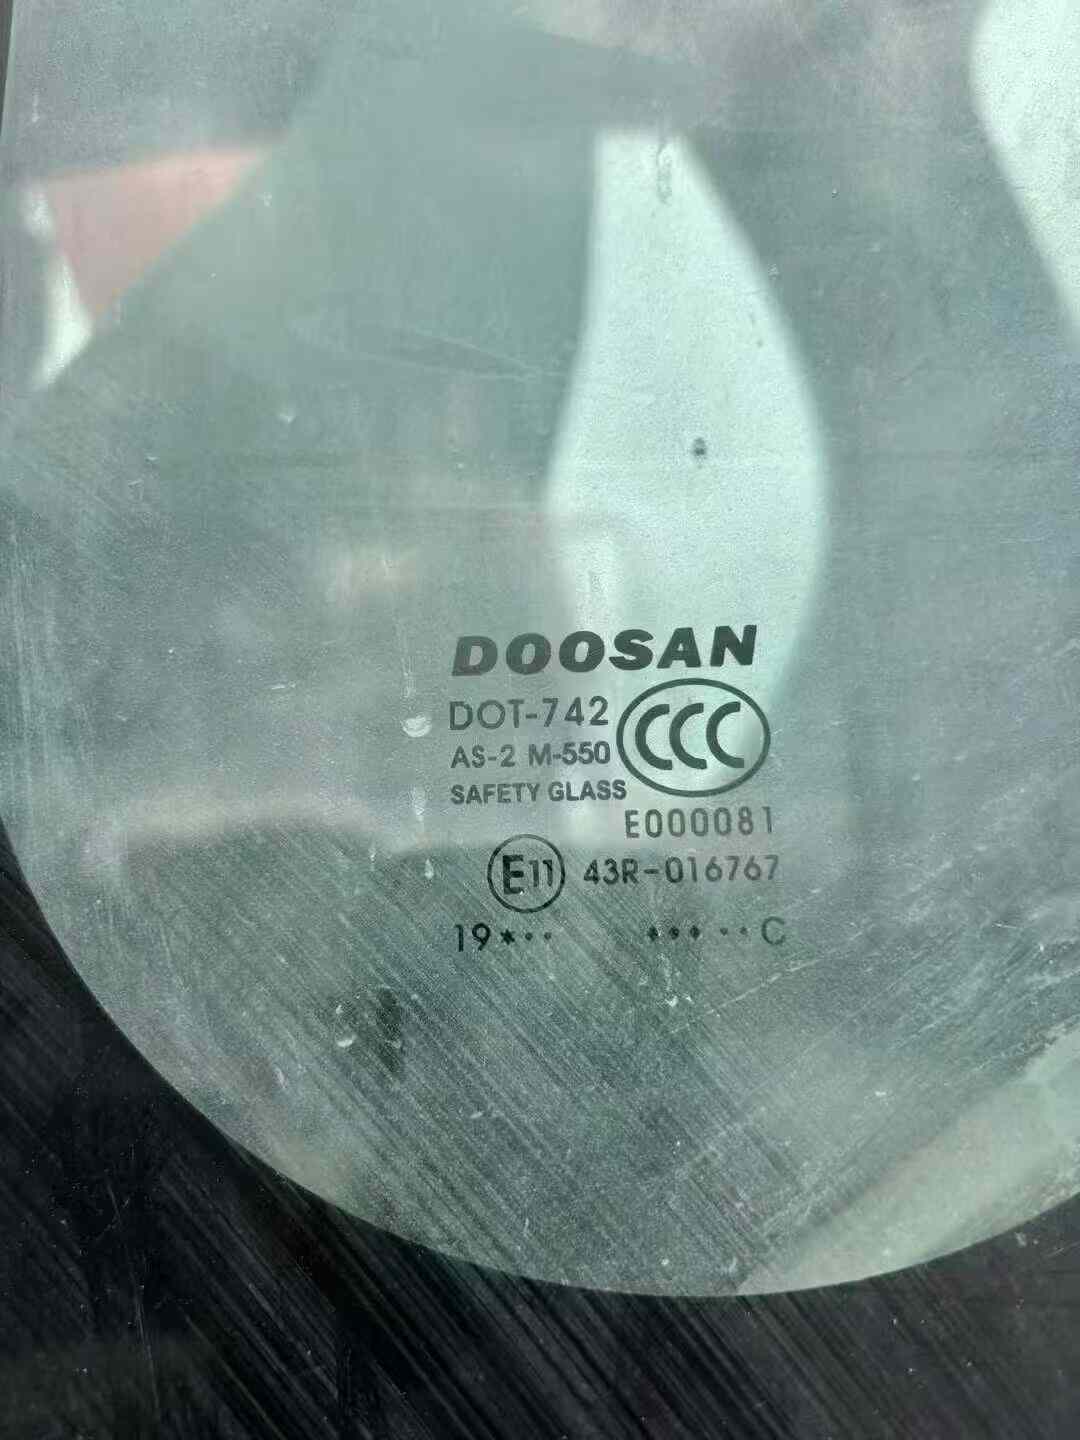 DOOSAN
DOT-742
AS-2 M-550
CCC
SAFETY GLASS
E000081
E11 43R-016767
19*•• ***••C